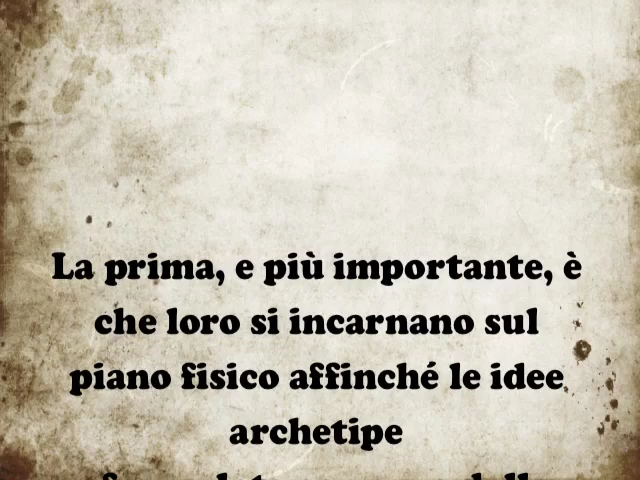 La prima, e più importante, è
che loro si incarnano sul
piano fisico affinché le idee
archetipe